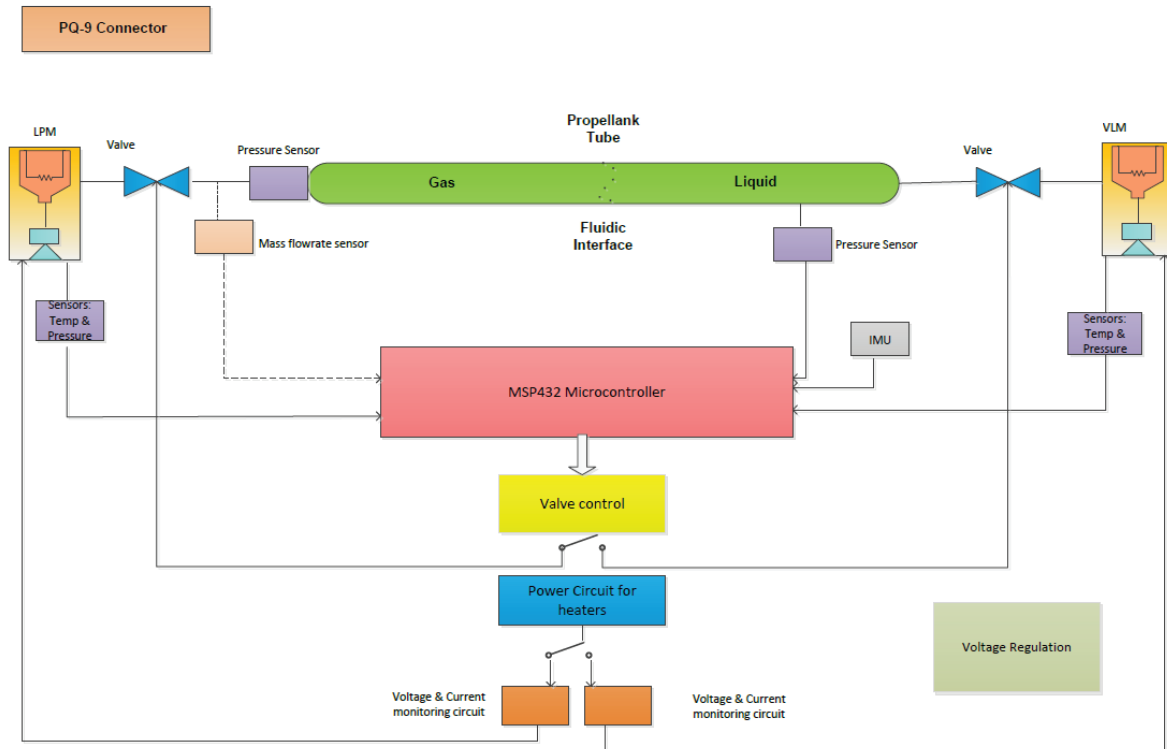 PQ-9 Connector
LPM
Valve
Pressure Sensor
Propellank
Tube
Valve
VLM
Gas
Liquid
Mass flowrate sensor
Fluidic
Interface
Pressure Sensor
Sensors:
Temp &
Pressure
IMU
Sensors:
Temp &
Pressure
MSP432 Microcontroller
Valve control
Power Circuit for
heaters
Voltage Regulation
Voltage & Current
monitoring circuit
Voltage & Current
monitoring circuit